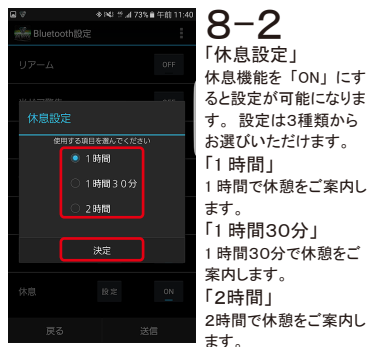 73% 午前 11:40
Bluetooth設定
リアーム
OFF
休息設定
使用する項目を選んでください
1時間
1時間30分
2時間
決定
休息
設定
ON
戻る
送信
8-2
「休息設定」
休息機能を「ON」にす
ると設定が可能になりま
す。設定は3種類から
お選びいただけます。
「1時間」
1時間で休憩をご案内し
ます。
「1時間30分」
1時間30分で休憩をご
案内します。
「2時間」
2時間で休憩をご案内し
ます。